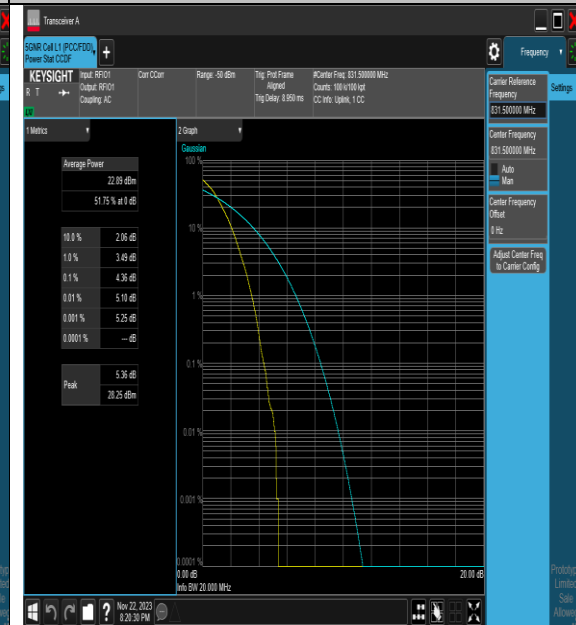 Transceiver A
5GNR Cell L1 (PCC/FDD)
Power Stat CCDF
+
Frequency
KEYSIGHT
R T
Input: RFIO1
Output: RFIO1
Coupling: AC
Corr CCorr
Range: -50 dBm
Trig: Prot Frame
Aligned
Trig Delay: 8.950 ms
#Center Freq: 831.500000 MHz
Counts: 100 k/100 kpt
CC Info: Uplink, 1 CC
Carrier Reference
Frequency
831.500000 MHz
Settings
1 Metrics
2 Graph
Center Frequency
831.500000 MHz
Auto
Man
Center Frequency
Offset
0 Hz
Adjust Center Freq
to Carrier Config
Average Power
22.89 dBm
51.75 % at 0 dB
10.0 % 2.06 dB
1.0 % 3.49 dB
0.1 % 4.36 dB
0.01 % 5.10 dB
0.001 % 5.25 dB
0.0001 % --- dB
Peak
5.36 dB
28.25 dBm
Gaussian
100 %
10 %
1 %
0.1 %
0.01 %
0.001 %
0.0001 %
0.00 dB
20.00 dB
Info BW 20.000 MHz
Nov 22, 2023
8:20:30 PM
?